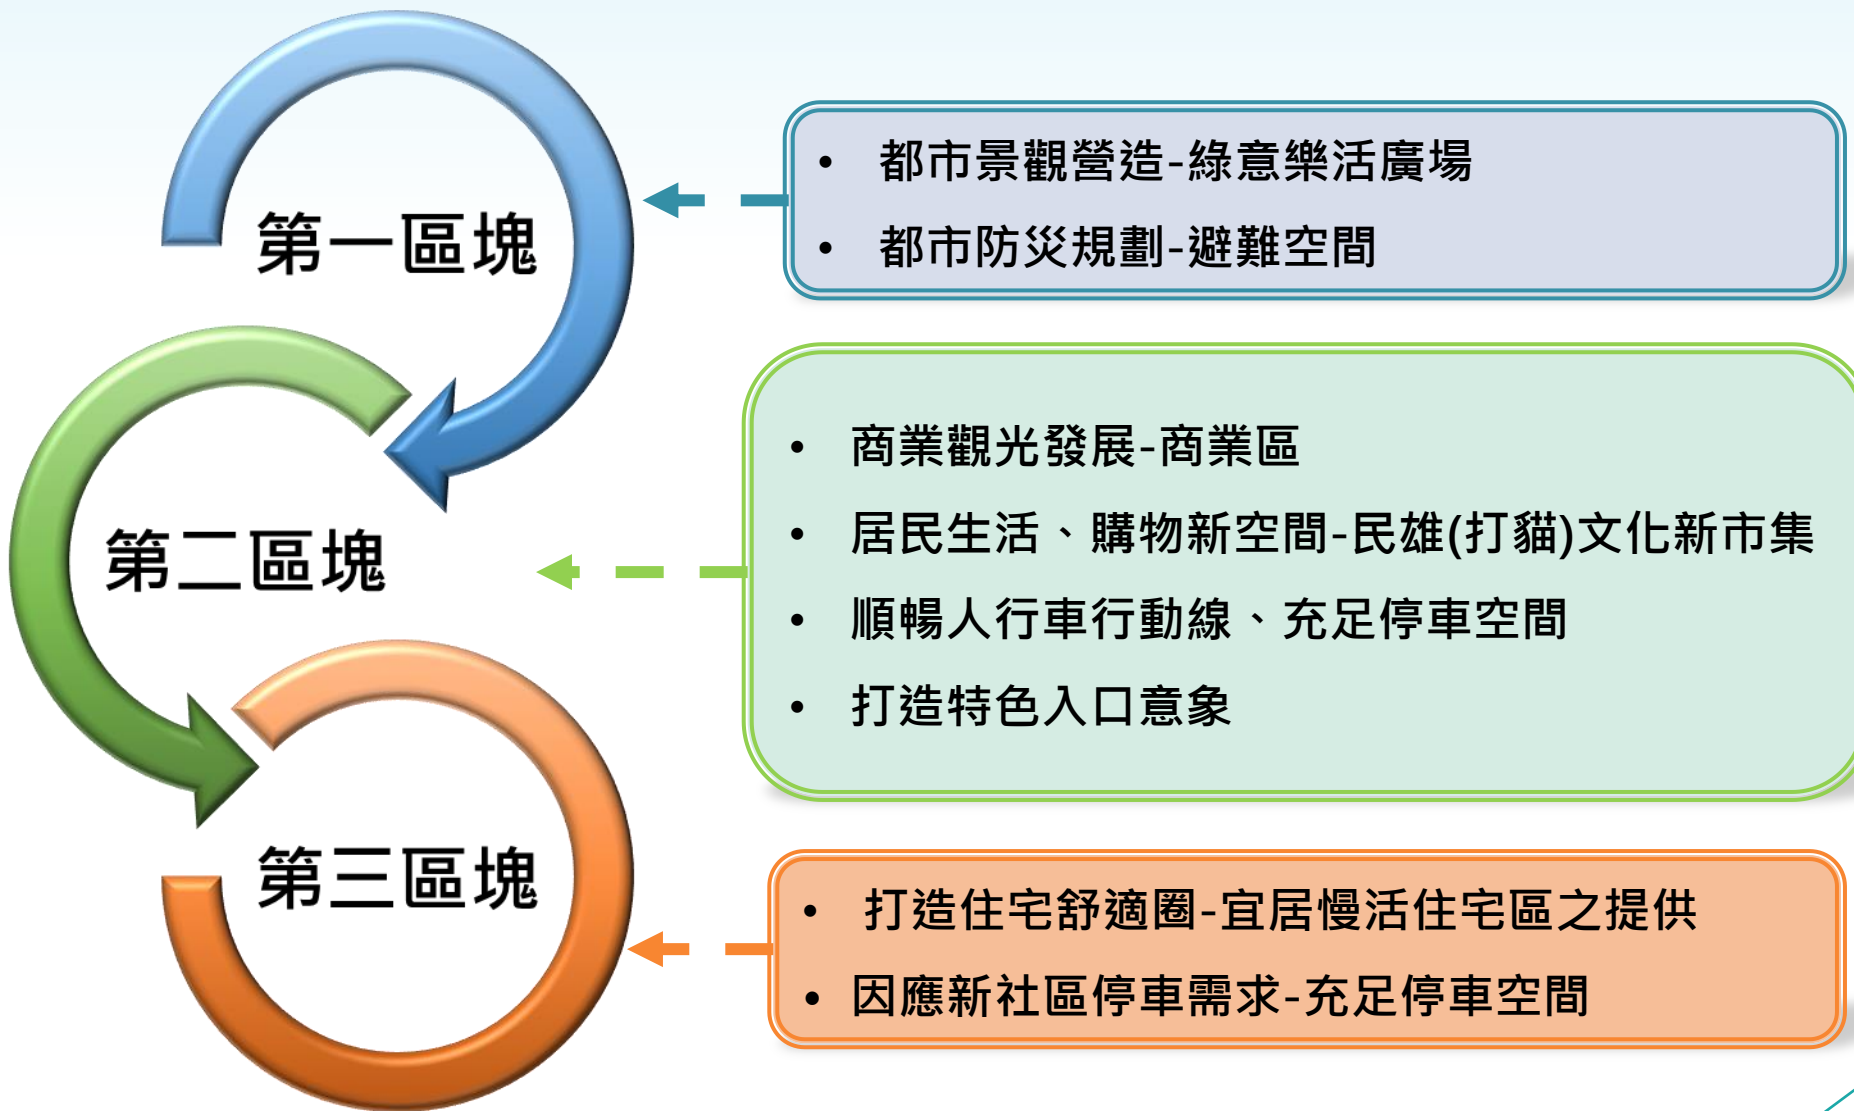 第一區塊
• 都市景觀營造-綠意樂活廣場
• 都市防災規劃-避難空間
第二區塊
• 商業觀光發展-商業區
• 居民生活、購物新空間-民雄(打貓)文化新市集
• 順暢人行車行動線、充足停車空間
• 打造特色入口意象
第三區塊
• 打造住宅舒適圈-宜居慢活住宅區之提供
• 因應新社區停車需求-充足停車空間